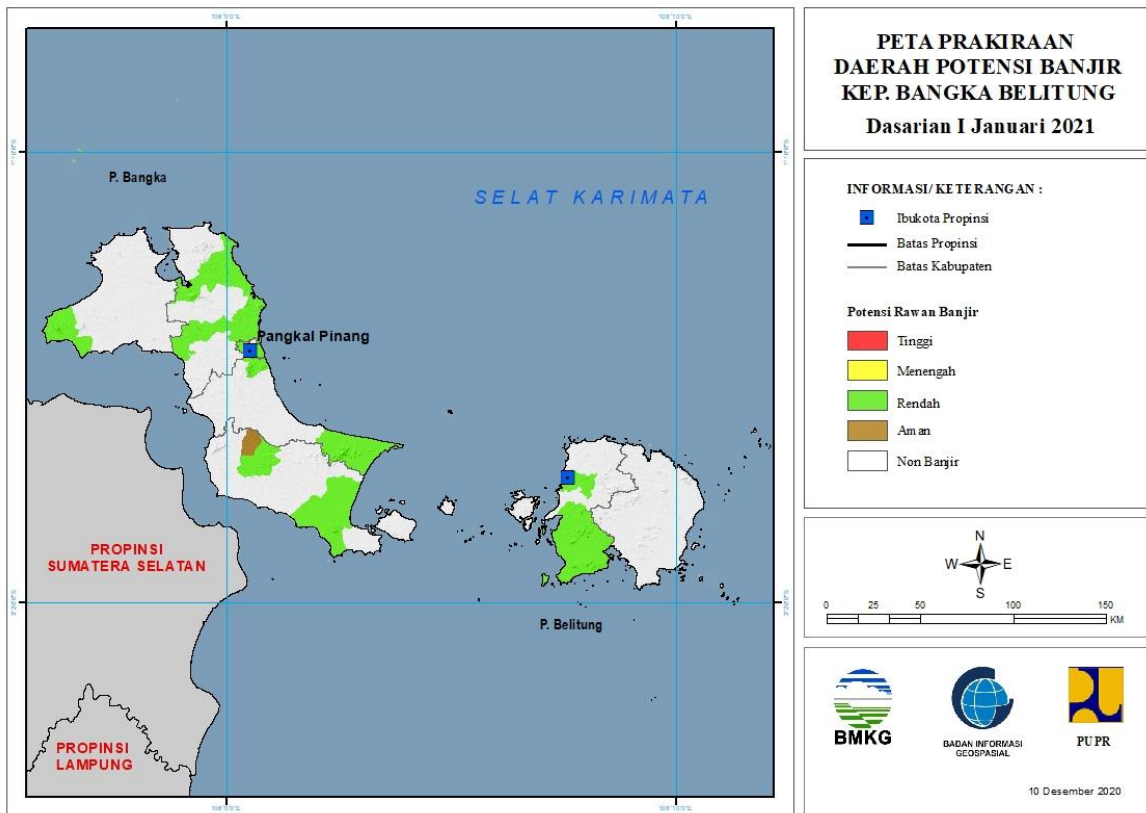 PETA PRAKIRAAN
DAERAH POTENSI BANJIR
KEP. BANGKA BELITUNG
Dasarian I Januari 2021
P. Bangka
SELAT KARIMATA
Pangkal Pinang
PROPINSI
SUMATERA SELATAN
P. Belitung
PROPINSI
LAMPUNG
INFORMASI/ KETERANGAN :
Ibukota Propinsi
Batas Propinsi
Batas Kabupaten
Potensi Rawan Banjir
Tinggi
Menengah
Rendah
Aman
Non Banjir
N
W E
S
0 25 50 100 150
KM
BMKG
BADAN INFORMASI
GEOSPASIAL
PUPR
10 Desember 2020